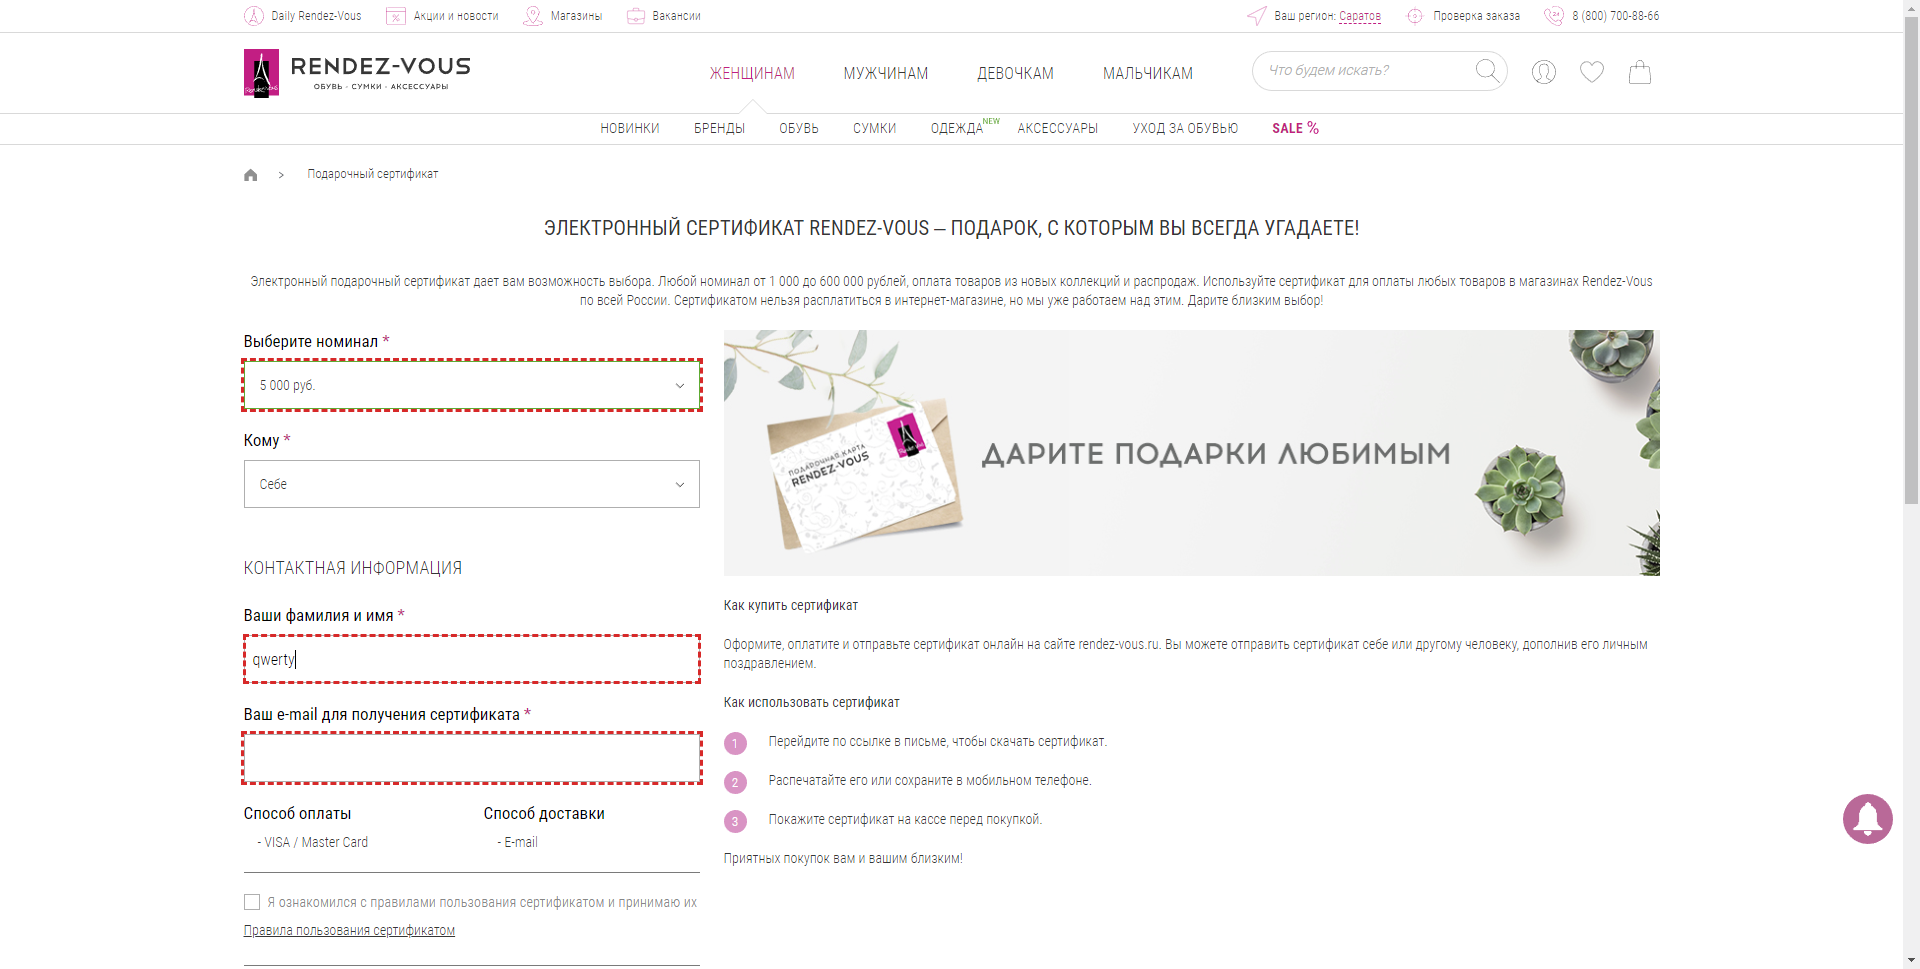 Daily Rendez-Vous
Акции и новости
Магазины
Вакансии
Ваш регион: Саратов
Проверка заказа
8 (800) 700-88-66
RENDEZ-VOUS
ОБУВЬ · СУМКИ · АКСЕССУАРЫ
ЖЕНЩИНАМ
МУЖЧИНАМ
ДЕВОЧКАМ
МАЛЬЧИКАМ
Что будем искать?
НОВИНКИ
БРЕНДЫ
ОБУВЬ
СУМКИ
ОДЕЖДА NEW
АКСЕССУАРЫ
УХОД ЗА ОБУВЬЮ
SALE %
> Подарочный сертификат
ЭЛЕКТРОННЫЙ СЕРТИФИКАТ RENDEZ-VOUS – ПОДАРОК, С КОТОРЫМ ВЫ ВСЕГДА УГАДАЕТЕ!
Электронный подарочный сертификат дает вам возможность выбора. Любой номинал от 1 000 до 600 000 рублей, оплата товаров из новых коллекций и распродаж. Используйте сертификат для оплаты любых товаров в магазинах Rendez-Vous
по всей России. Сертификатом нельзя расплатиться в интернет-магазине, но мы уже работаем над этим. Дарите близким выбор!
Выберите номинал *
5 000 руб.
Кому *
Себе
КОНТАКТНАЯ ИНФОРМАЦИЯ
Ваши фамилия и имя *
qwerty
Ваш e-mail для получения сертификата *
Способ оплаты
- VISA / Master Card
Способ доставки
- E-mail
Я ознакомился с правилами пользования сертификатом и принимаю их
Правила пользования сертификатом
ПОДАРОЧНАЯ КАРТА
RENDEZ-VOUS
ДАРИТЕ ПОДАРКИ ЛЮБИМЫМ
Как купить сертификат
Оформите, оплатите и отправьте сертификат онлайн на сайте rendez-vous.ru. Вы можете отправить сертификат себе или другому человеку, дополнив его личным
поздравлением.
Как использовать сертификат
1 Перейдите по ссылке в письме, чтобы скачать сертификат.
2 Распечатайте его или сохраните в мобильном телефоне.
3 Покажите сертификат на кассе перед покупкой.
Приятных покупок вам и вашим близким!